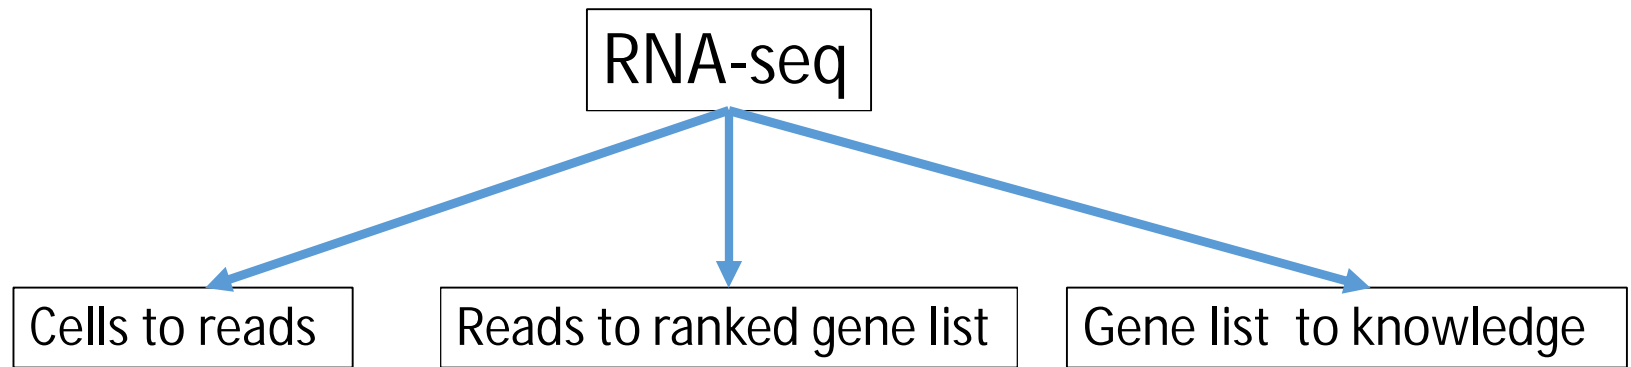 RNA-seq
Cells to reads
Reads to ranked gene list
Gene list to knowledge